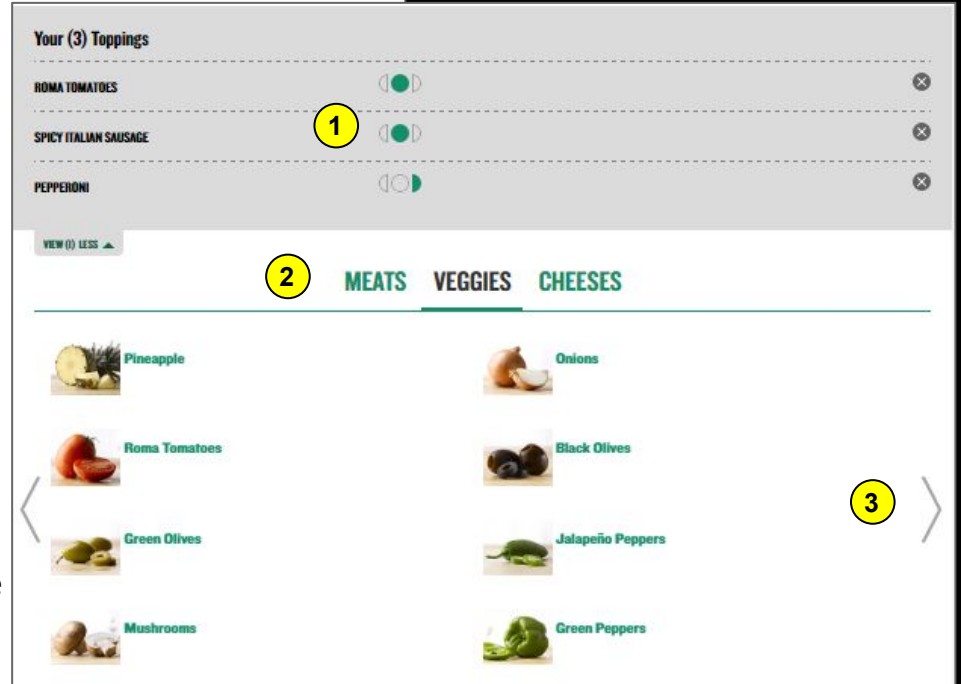 Your (3) Toppings
ROMA TOMATOES
1
SPICY ITALIAN SAUSAGE
PEPPERONI
VIEW (1) LESS
2
MEATS VEGGIES CHEESES
Pineapple
Onions
Roma Tomatoes
Black Olives
3
Green Olives
Jalapeño Peppers
Mushrooms
Green Peppers